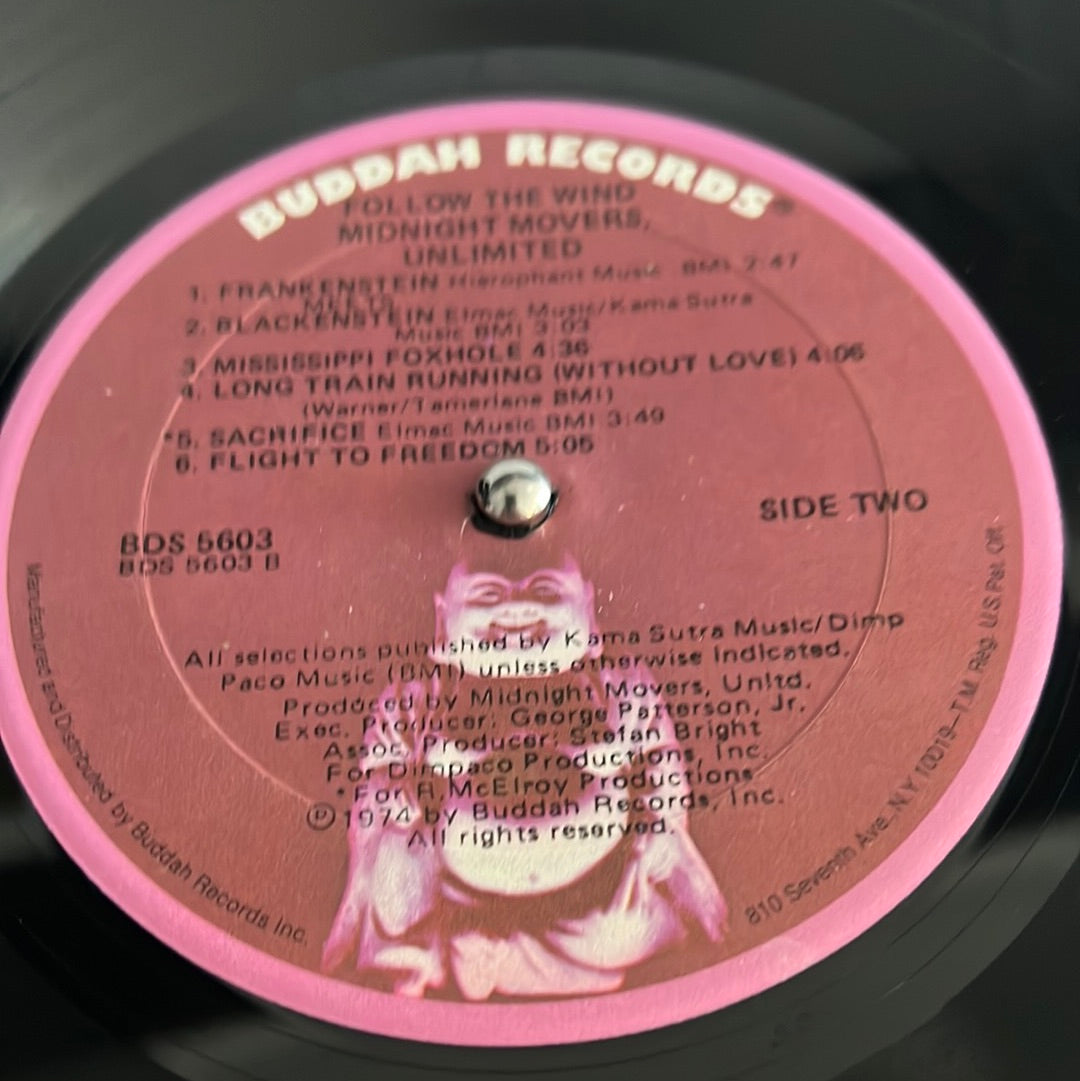 BUDDAH RECORDS®
FOLLOW THE WIND
MIDNIGHT MOVERS,
UNLIMITED
1. FRANKENSTEIN Hierophant Music BMI 2:47
MEETS
2. BLACKENSTEIN Elmac Music/Kama Sutra
Music BMI 3:03
3. MISSISSIPPI FOXHOLE 4:36
4. LONG TRAIN RUNNING (WITHOUT LOVE) 4:06
(Warner/Tamerlane BMI)
*5. SACRIFICE Elmac Music BMI 3:49
6. FLIGHT TO FREEDOM 5:05
SIDE TWO
BDS 5603
BDS 5603 B
All selections published by Kama Sutra Music/Dimp
Paco Music (BMI) unless otherwise indicated.
Produced by Midnight Movers, Unltd.
Exec. Producer: George Patterson, Jr.
Assoc. Producer: Stefan Bright
For Dimpaco Productions, Inc.
*For R. McElroy Productions
℗1974 by Buddah Records, Inc.
All rights reserved.
Manufactured and Distributed by Buddah Records Inc.
810 Seventh Ave., N.Y. 10019—T.M. Reg. U.S. Pat. Off.